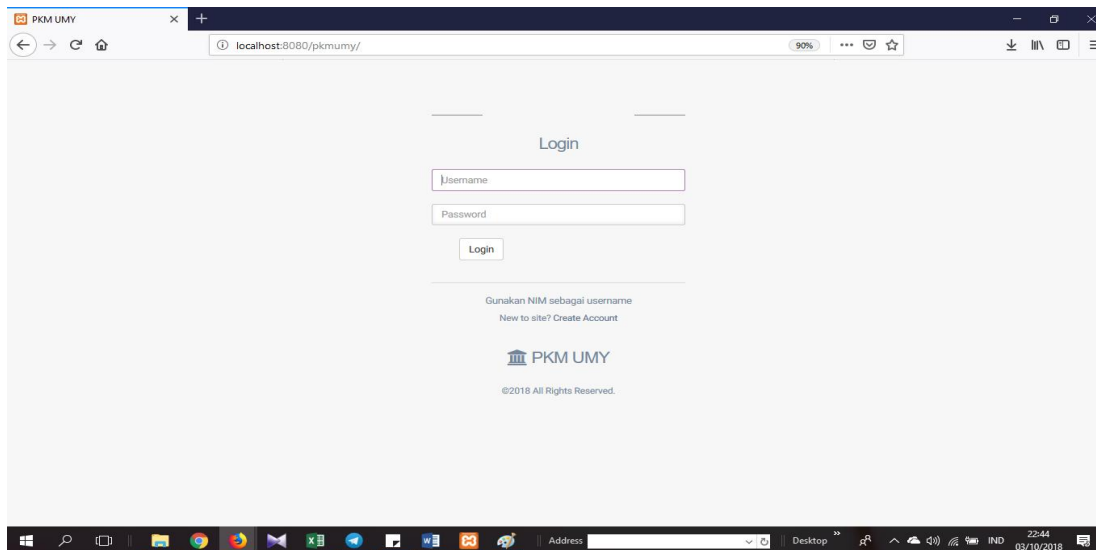 PKM UMY
localhost:8080/pkmumy/
90%
Login
Username
Password
Login
Gunakan NIM sebagai username
New to site? Create Account
PKM UMY
©2018 All Rights Reserved.
Address
Desktop
IND
22:44
03/10/2018